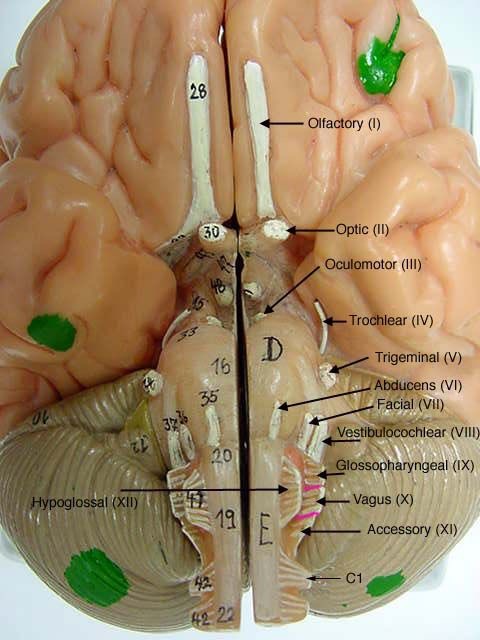 28
Olfactory (I)
30
Optic (II)
Oculomotor (III)
Trochlear (IV)
33
D
16
Trigeminal (V)
35
Abducens (VI)
Facial (VII)
Vestibulocochlear (VIII)
20
Glossopharyngeal (IX)
Hypoglossal (XII)
Vagus (X)
19
E
Accessory (XI)
C1
42
42
22